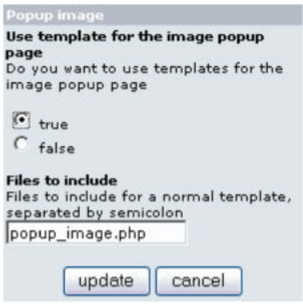 Popup image
Use template for the image popup
page
Do you want to use templates for the
image popup page
true
false
Files to include
Files to include for a normal template,
separated by semicolon
popup_image.php
update cancel